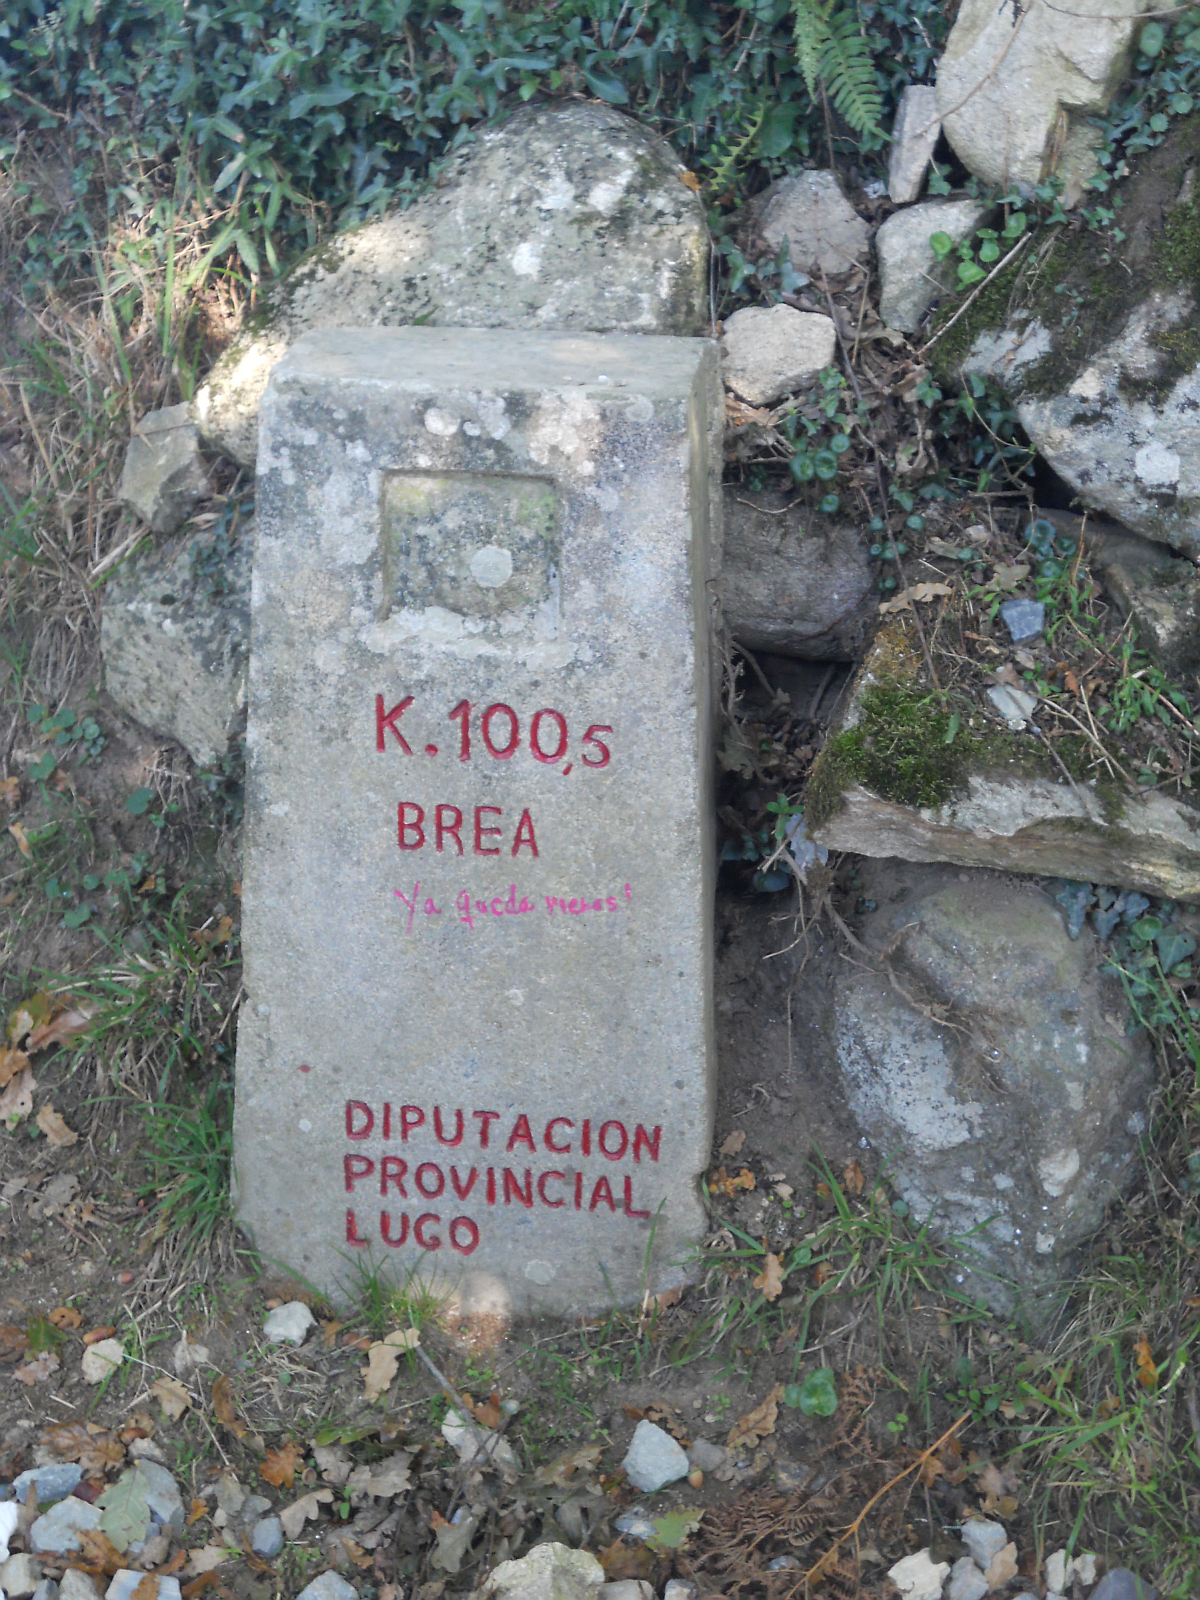 K.100,5
BREA
Ya queda menos!
DIPUTACION
PROVINCIAL
LUGO